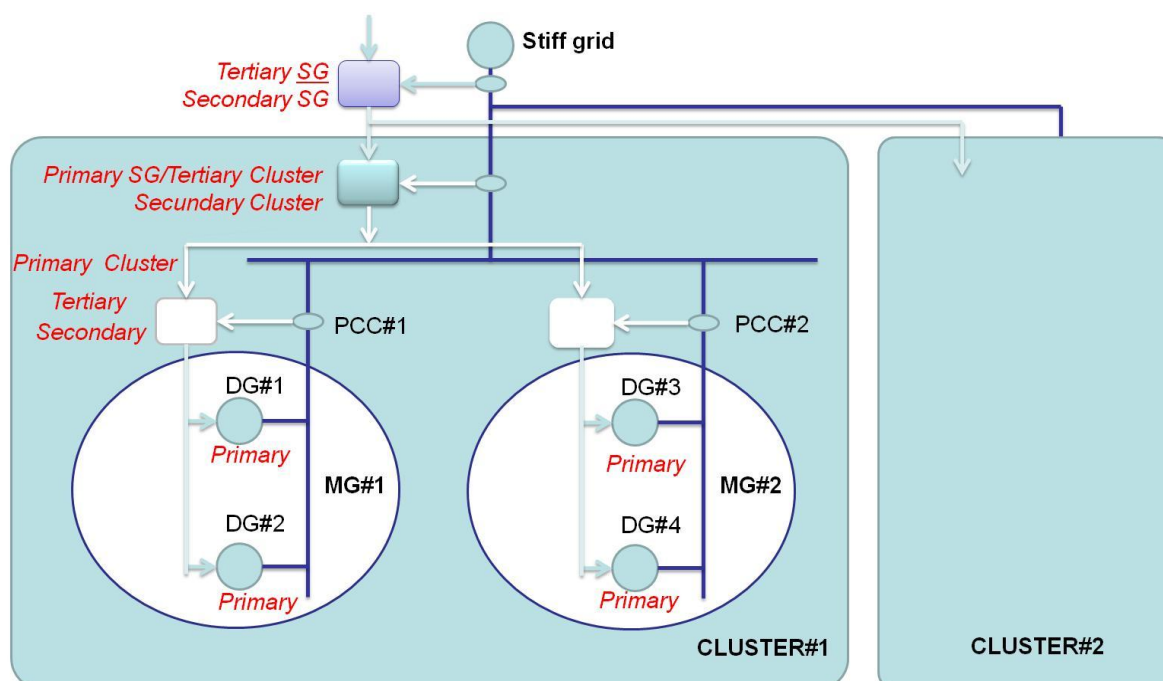 Stiff grid
Tertiary SG
Secondary SG
Primary SG/Tertiary Cluster
Secundary Cluster
Primary Cluster
Tertiary
Secondary
PCC#1
PCC#2
DG#1
Primary
MG#1
DG#2
Primary
DG#3
Primary
MG#2
DG#4
Primary
CLUSTER#1
CLUSTER#2